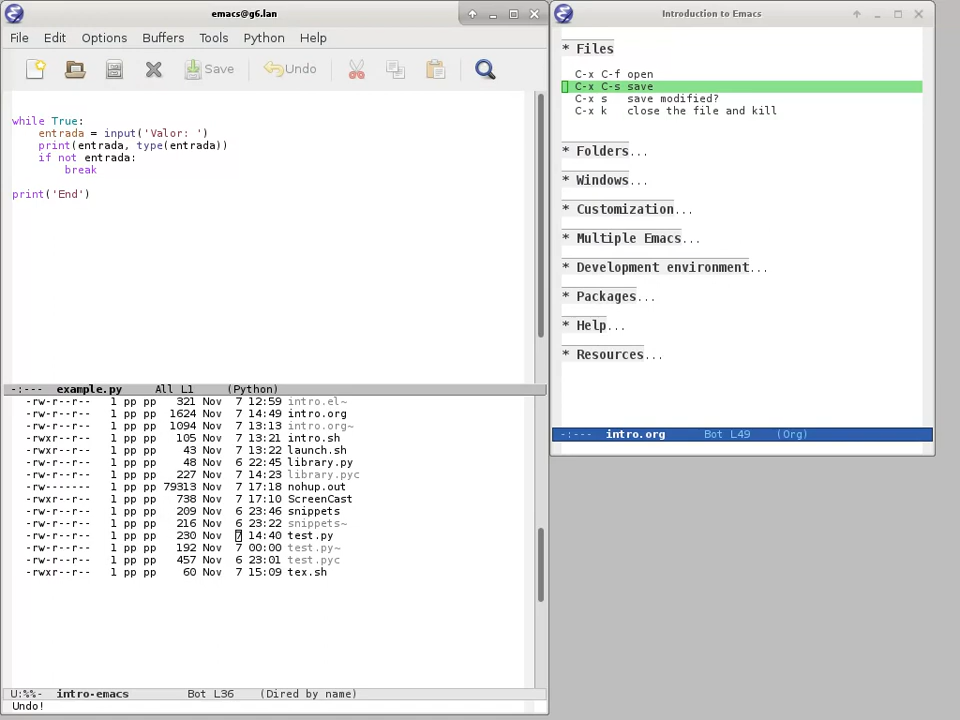 emacs@g6.lan
File Edit Options Buffers Tools Python Help
Save Undo
while True:
entrada = input('Valor: ')
print(entrada, type(entrada))
if not entrada:
break
print('End')
-:--- example.py All L1 (Python)
-rw-r--r-- 1 pp pp 321 Nov 7 12:59 intro.el~
-rw-r--r-- 1 pp pp 1624 Nov 7 14:49 intro.org
-rw-r--r-- 1 pp pp 1094 Nov 7 13:13 intro.org~
-rwxr--r-- 1 pp pp 105 Nov 7 13:21 intro.sh
-rwxr--r-- 1 pp pp 43 Nov 7 13:22 launch.sh
-rw-r--r-- 1 pp pp 48 Nov 6 22:45 library.py
-rw-r--r-- 1 pp pp 227 Nov 7 14:23 library.pyc
-rw------- 1 pp pp 79313 Nov 7 17:18 nohup.out
-rwxr--r-- 1 pp pp 738 Nov 7 17:10 ScreenCast
-rw-r--r-- 1 pp pp 209 Nov 6 23:46 snippets
-rw-r--r-- 1 pp pp 216 Nov 6 23:22 snippets~
-rw-r--r-- 1 pp pp 230 Nov 7 14:40 test.py
-rw-r--r-- 1 pp pp 192 Nov 7 00:00 test.py~
-rw-r--r-- 1 pp pp 457 Nov 6 23:01 test.pyc
-rwxr--r-- 1 pp pp 60 Nov 7 15:09 tex.sh
U:%%- intro-emacs Bot L36 (Dired by name)
Undo!
Introduction to Emacs
* Files
C-x C-f open
C-x C-s save
C-x s save modified?
C-x k close the file and kill
* Folders...
* Windows...
* Customization...
* Multiple Emacs...
* Development environment...
* Packages...
* Help...
* Resources...
-:--- intro.org Bot L49 (Org)